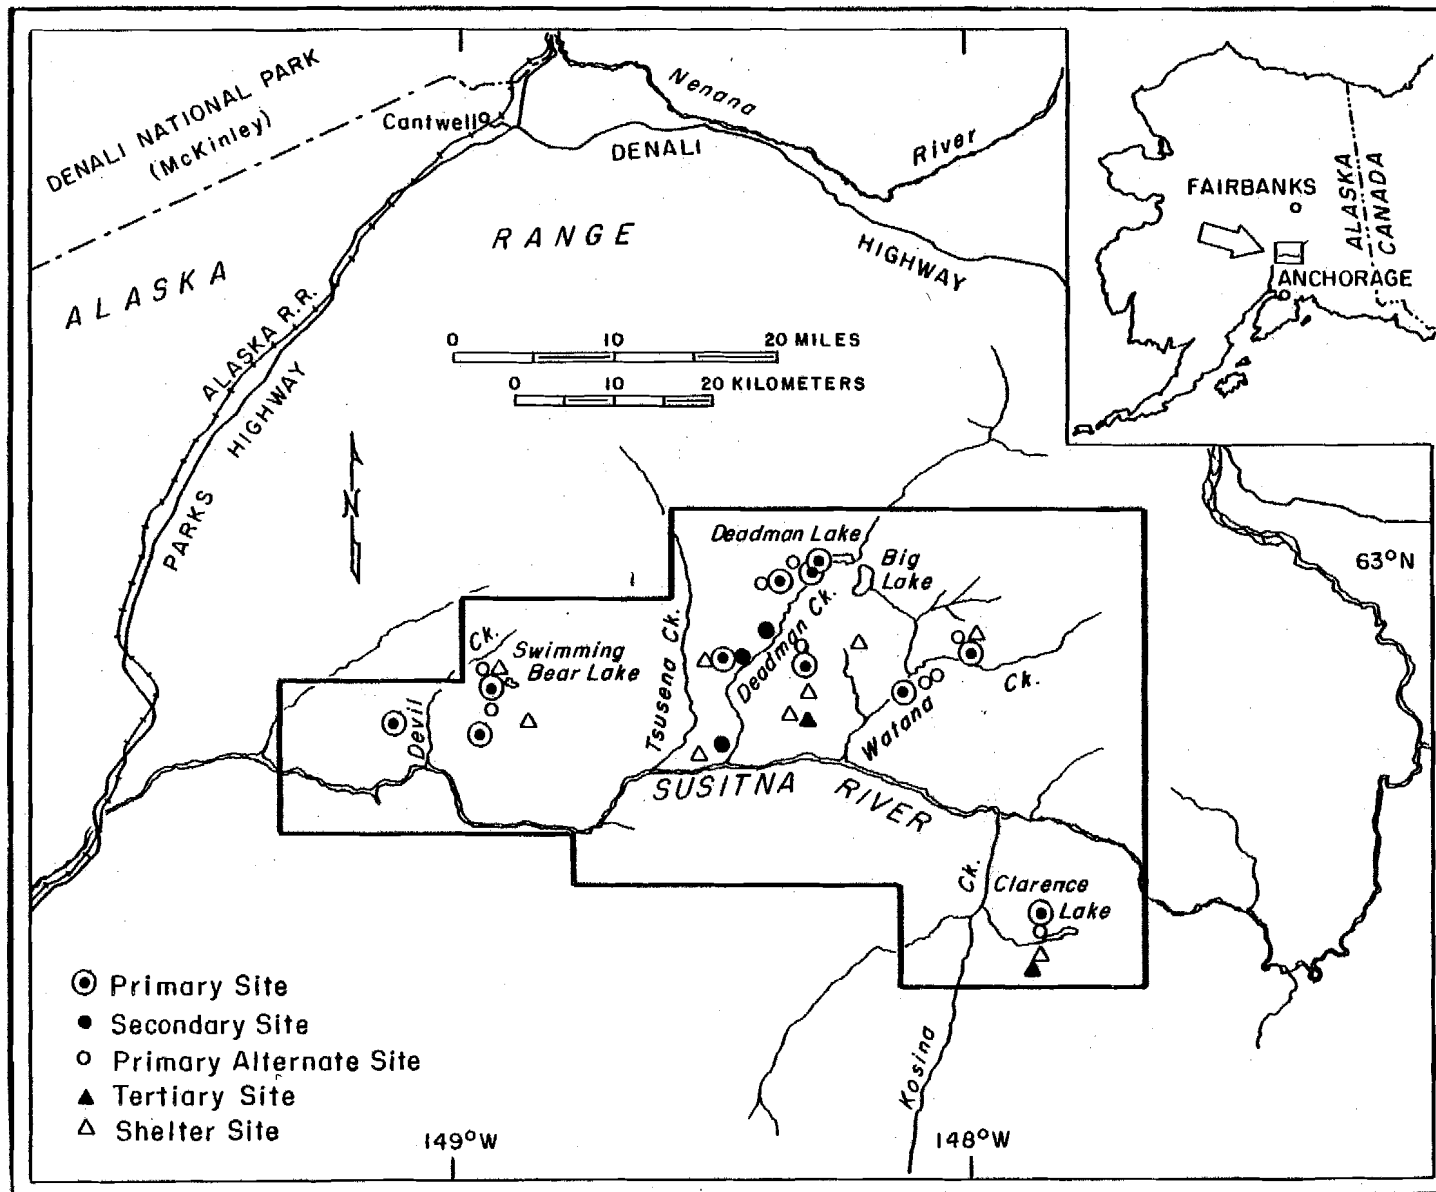 DENALI NATIONAL PARK
(McKinley)
Cantwell
Nenana
River
DENALI
HIGHWAY
ALASKA
RANGE
ALASKA R.R.
PARKS
HIGHWAY
0 10 20 MILES
0 10 20 KILOMETERS
N
FAIRBANKS
ALASKA
CANADA
ANCHORAGE
63°N
Deadman Lake
Big
Lake
Ck.
Swimming
Bear Lake
Devil
Tsusena Ck.
Deadman Ck.
Watana
Ck.
SUSITNA
RIVER
Ck.
Clarence
Lake
Kosina
Primary Site
Secondary Site
Primary Alternate Site
Tertiary Site
Shelter Site
149°W
148°W